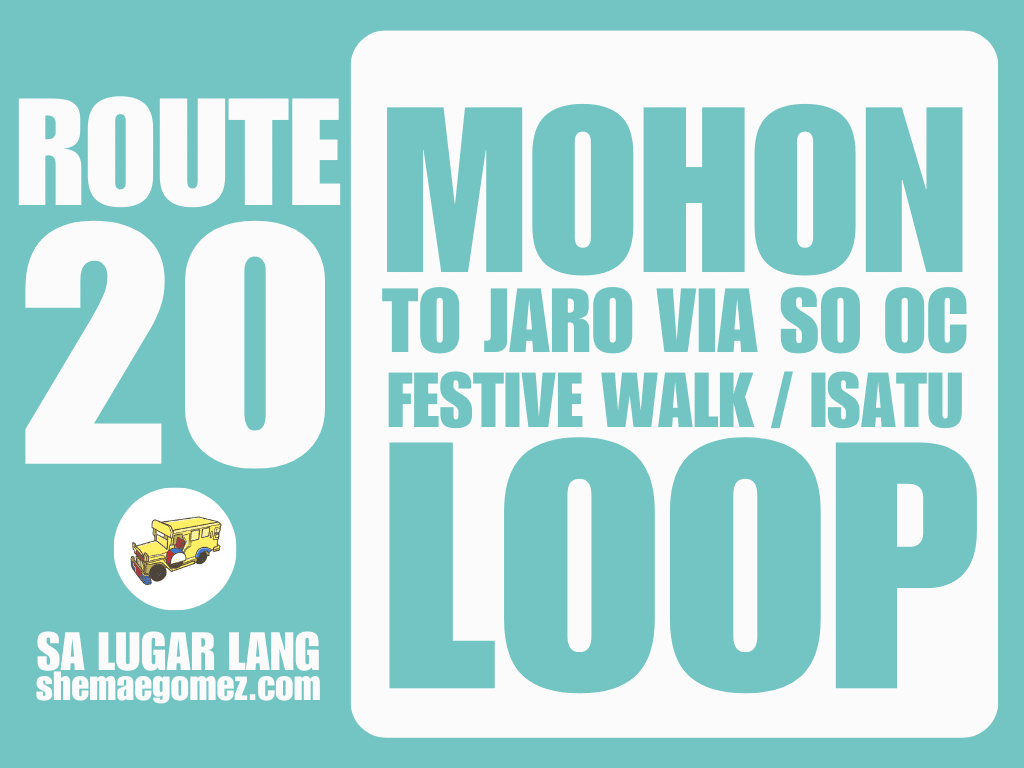 ROUTE
20
SA LUGAR LANG
shemaegomez.com
MOHON
TO JARO VIA SO OC
FESTIVE WALK / ISATU
LOOP